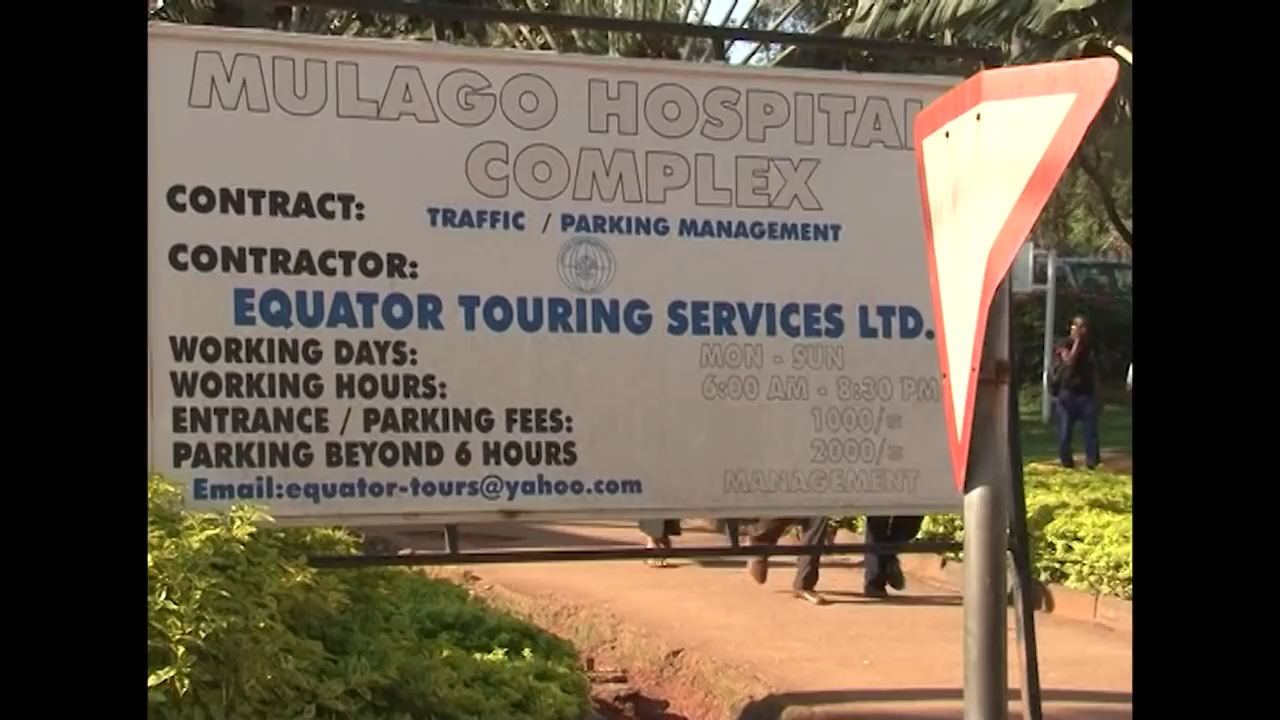 MULAGO HOSPITAL
COMPLEX
CONTRACT: TRAFFIC / PARKING MANAGEMENT
CONTRACTOR:
EQUATOR TOURING SERVICES LTD.
WORKING DAYS: MON - SUN
WORKING HOURS: 6:00 AM - 8:30 PM
ENTRANCE / PARKING FEES: 1000/=
PARKING BEYOND 6 HOURS 2000/=
Email:equator-tours@yahoo.com MANAGEMENT